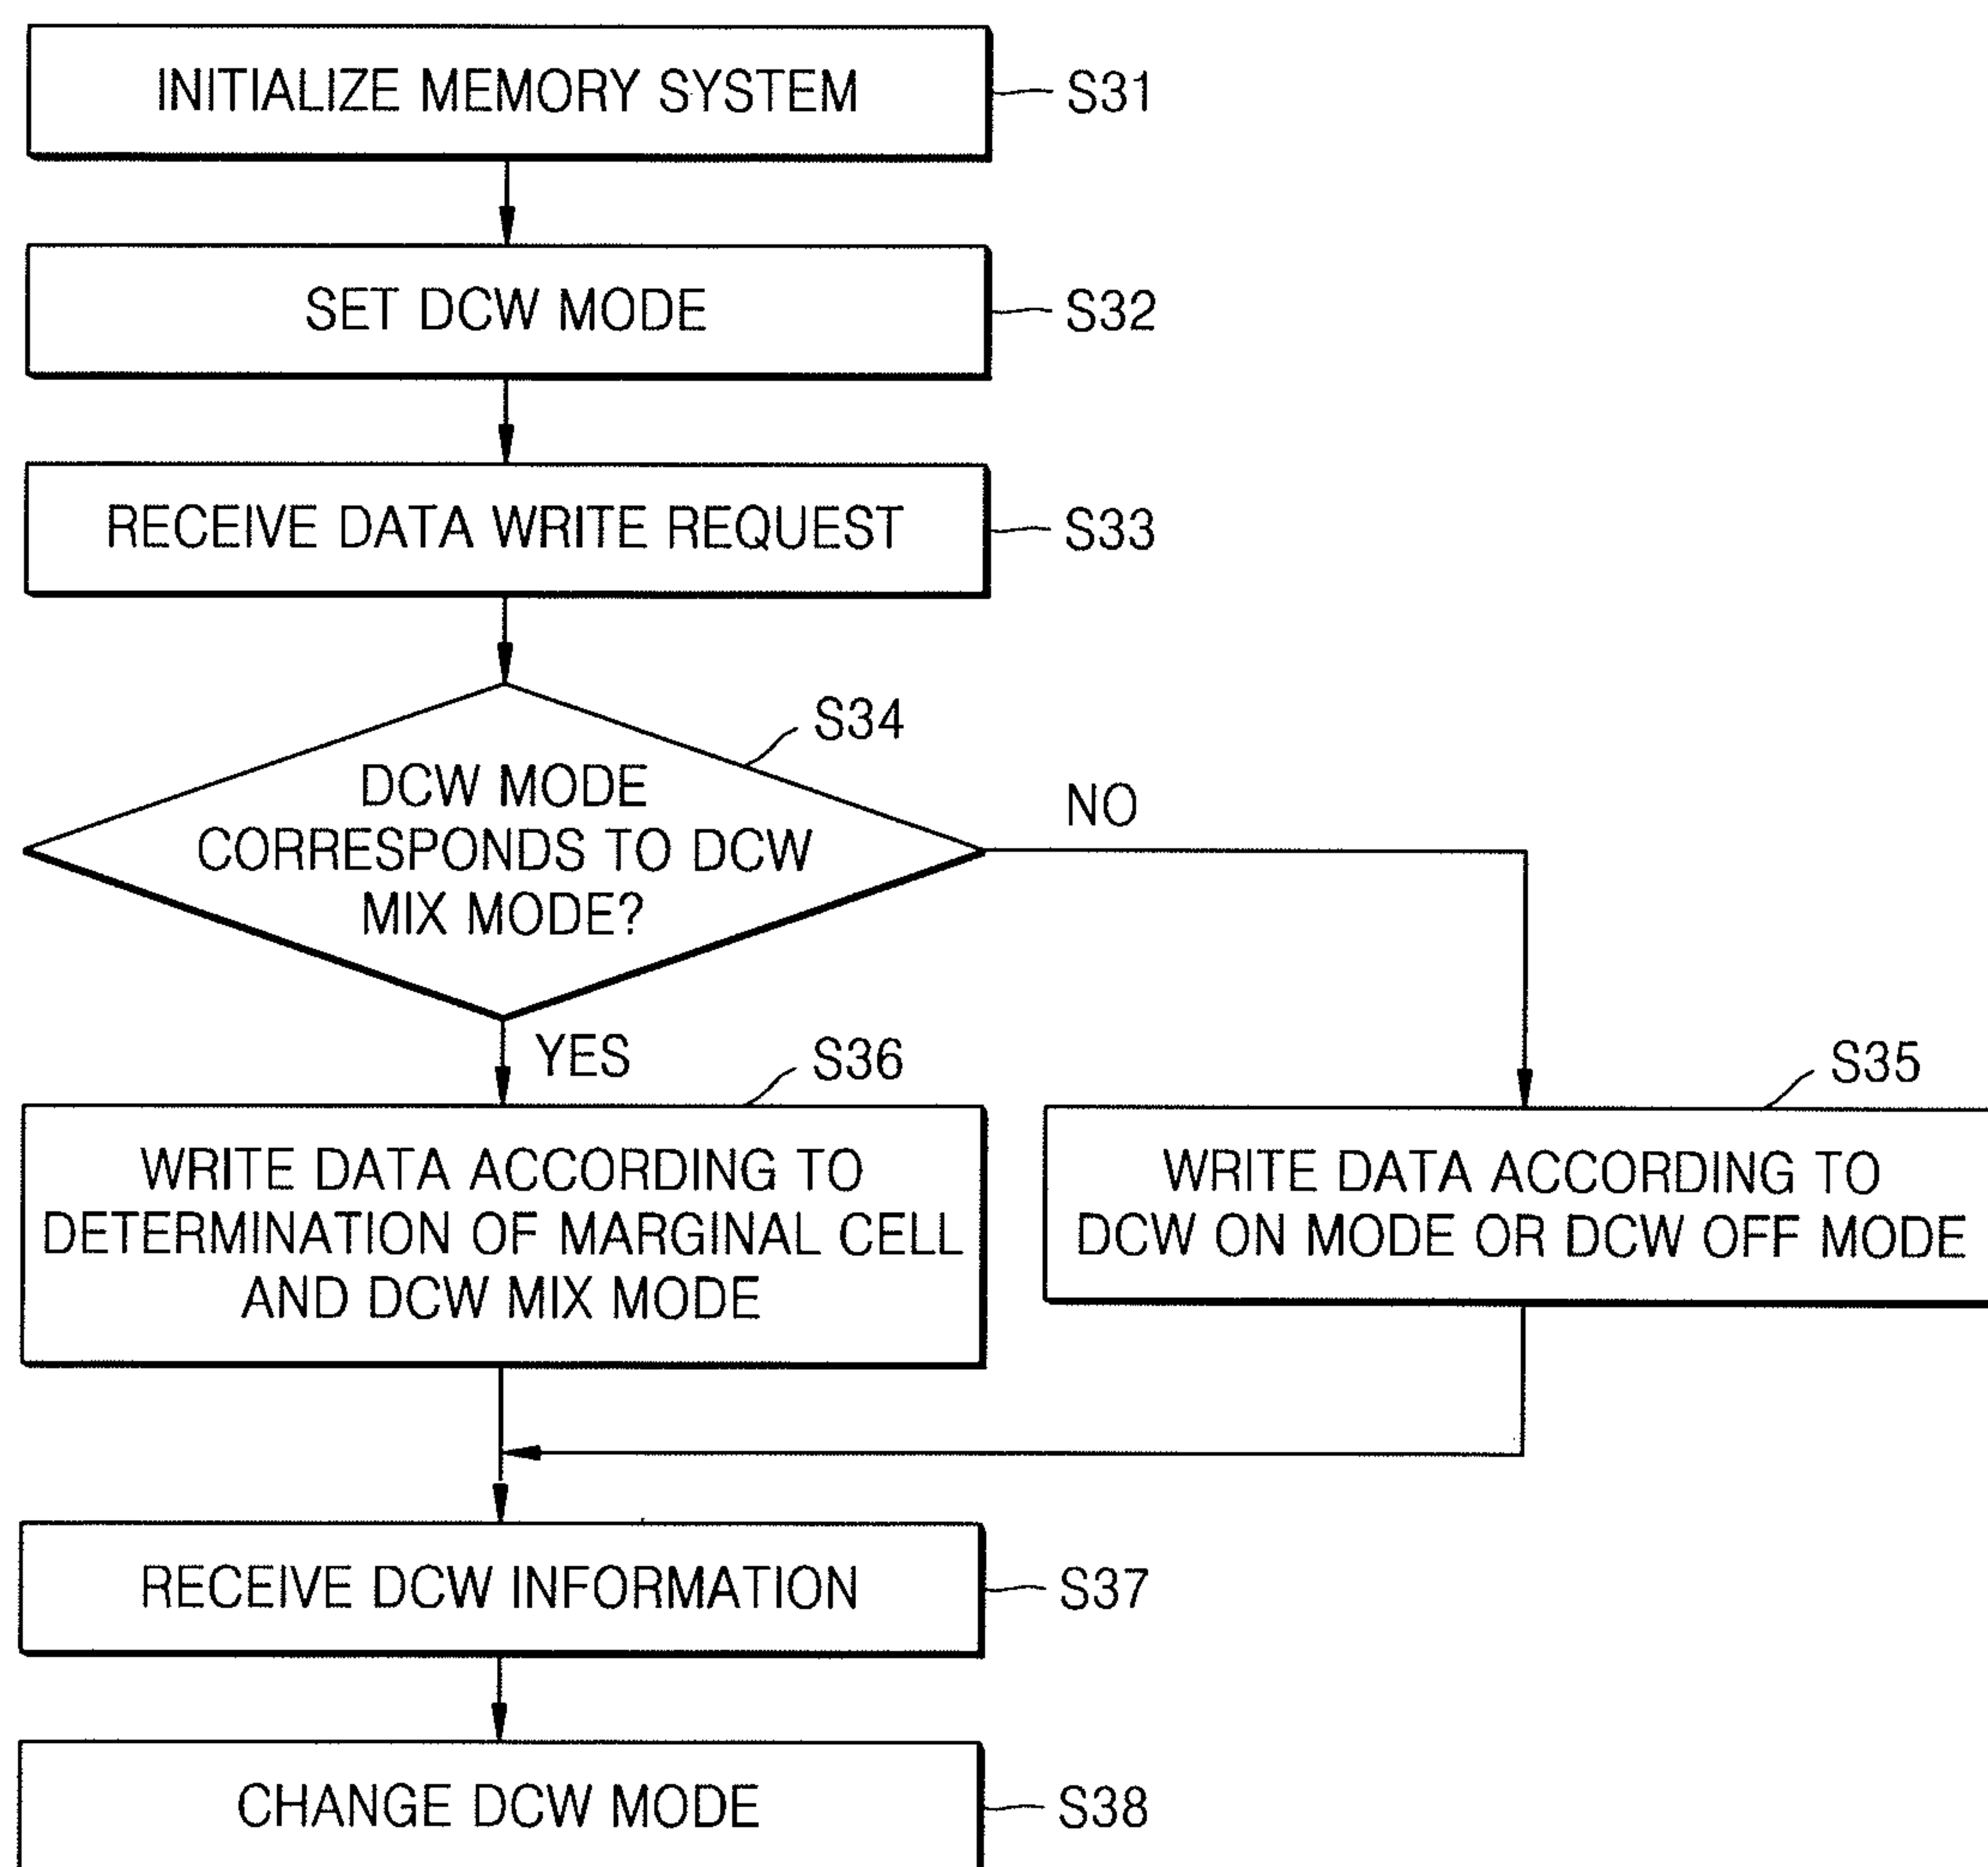 INITIALIZE MEMORY SYSTEM
S31
SET DCW MODE
S32
RECEIVE DATA WRITE REQUEST
S33
S34
DCW MODE
CORRESPONDS TO DCW
MIX MODE?
NO
YES
S36
WRITE DATA ACCORDING TO
DETERMINATION OF MARGINAL CELL
AND DCW MIX MODE
S35
WRITE DATA ACCORDING TO
DCW ON MODE OR DCW OFF MODE
RECEIVE DCW INFORMATION
S37
CHANGE DCW MODE
S38